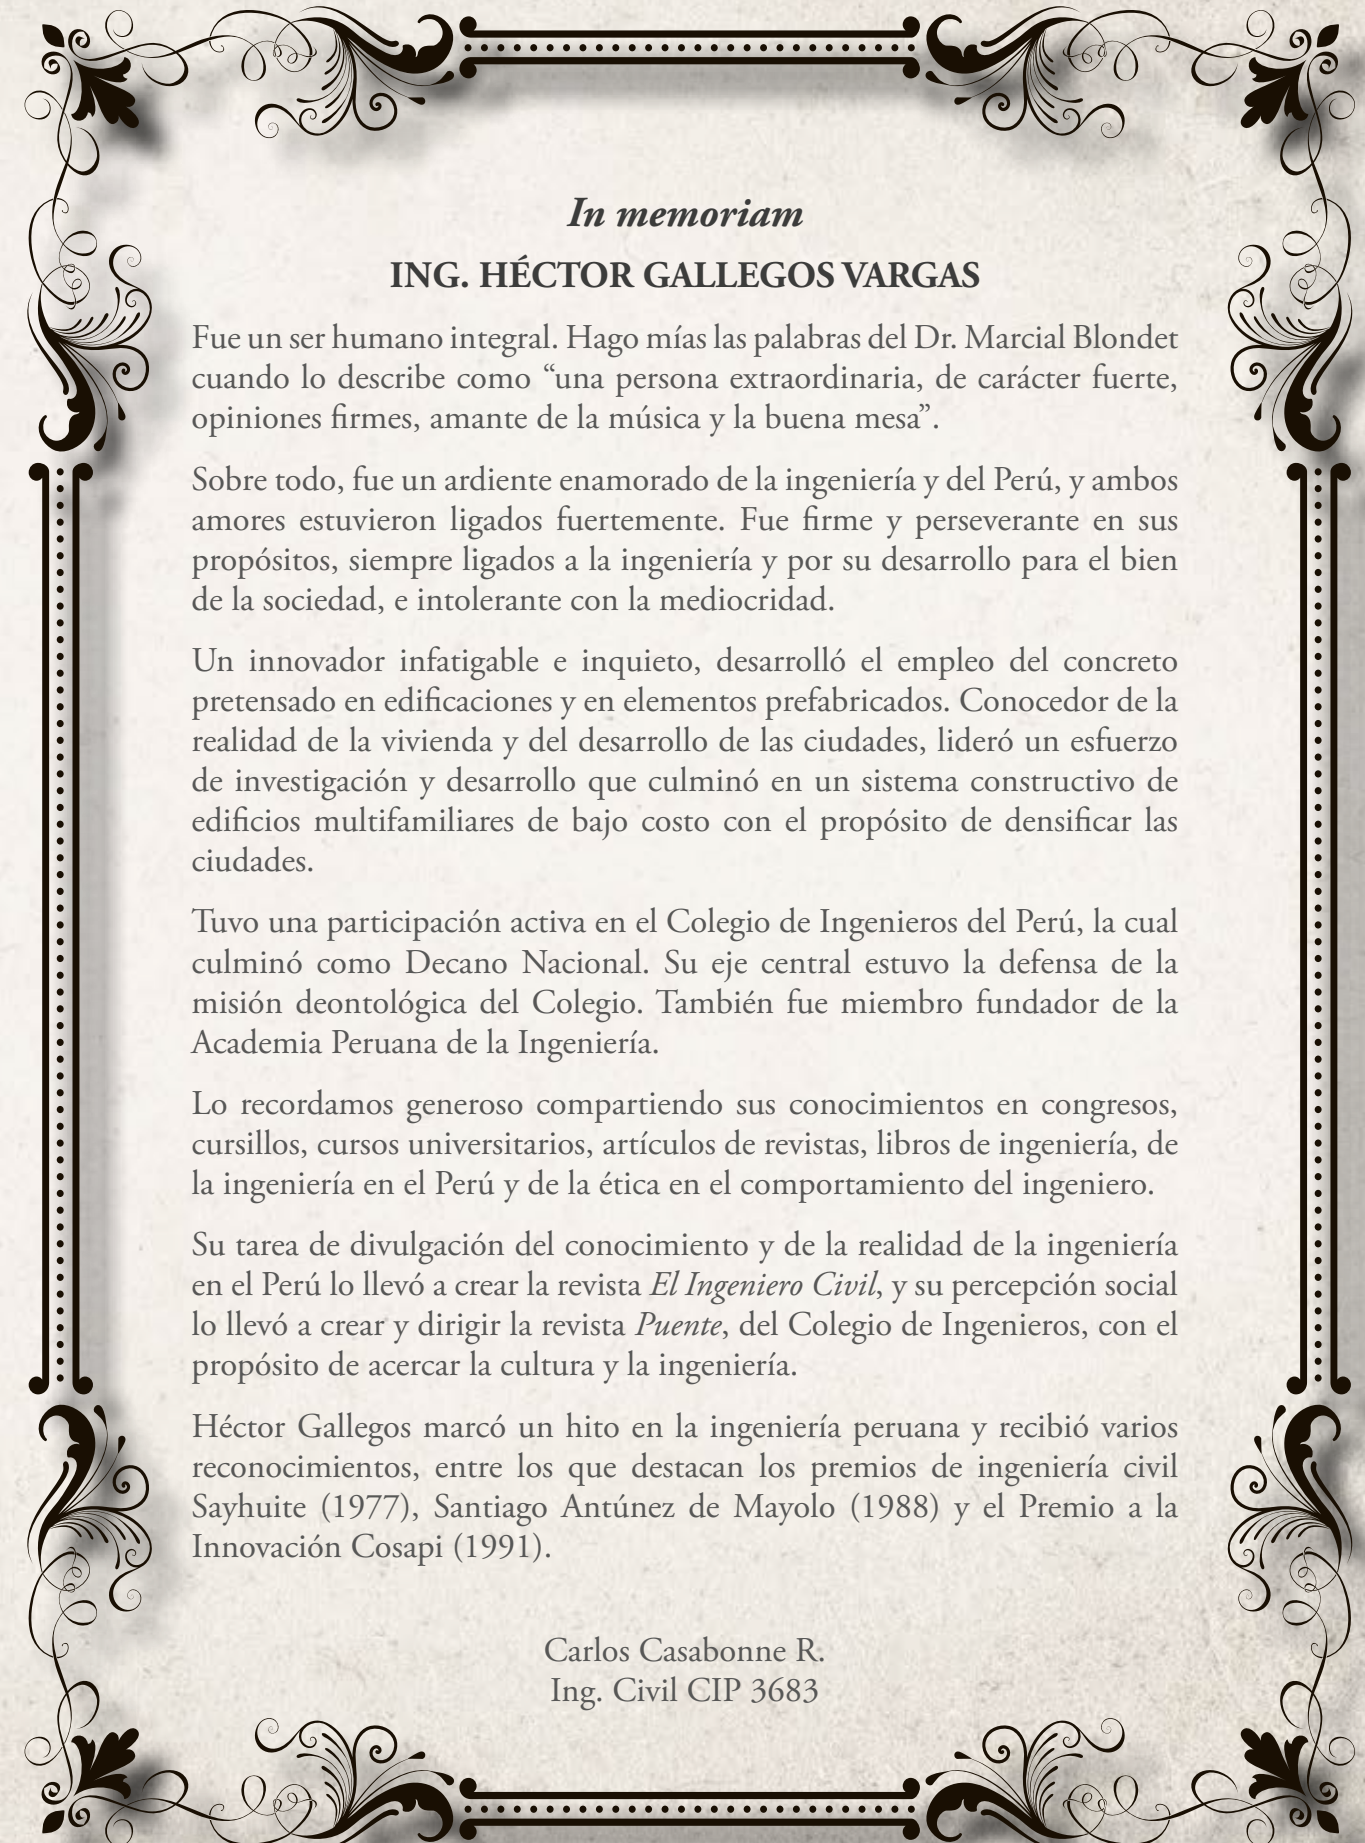 In memoriam
ING. HÉCTOR GALLEGOS VARGAS
Fue un ser humano integral. Hago mías las palabras del Dr. Marcial Blondet
cuando lo describe como “una persona extraordinaria, de carácter fuerte,
opiniones firmes, amante de la música y la buena mesa”.
Sobre todo, fue un ardiente enamorado de la ingeniería y del Perú, y ambos
amores estuvieron ligados fuertemente. Fue firme y perseverante en sus
propósitos, siempre ligados a la ingeniería y por su desarrollo para el bien
de la sociedad, e intolerante con la mediocridad.
Un innovador infatigable e inquieto, desarrolló el empleo del concreto
pretensado en edificaciones y en elementos prefabricados. Conocedor de la
realidad de la vivienda y del desarrollo de las ciudades, lideró un esfuerzo
de investigación y desarrollo que culminó en un sistema constructivo de
edificios multifamiliares de bajo costo con el propósito de densificar las
ciudades.
Tuvo una participación activa en el Colegio de Ingenieros del Perú, la cual
culminó como Decano Nacional. Su eje central estuvo la defensa de la
misión deontológica del Colegio. También fue miembro fundador de la
Academia Peruana de la Ingeniería.
Lo recordamos generoso compartiendo sus conocimientos en congresos,
cursillos, cursos universitarios, artículos de revistas, libros de ingeniería, de
la ingeniería en el Perú y de la ética en el comportamiento del ingeniero.
Su tarea de divulgación del conocimiento y de la realidad de la ingeniería
en el Perú lo llevó a crear la revista El Ingeniero Civil, y su percepción social
lo llevó a crear y dirigir la revista Puente, del Colegio de Ingenieros, con el
propósito de acercar la cultura y la ingeniería.
Héctor Gallegos marcó un hito en la ingeniería peruana y recibió varios
reconocimientos, entre los que destacan los premios de ingeniería civil
Sayhuite (1977), Santiago Antúnez de Mayolo (1988) y el Premio a la
Innovación Cosapi (1991).
Carlos Casabonne R.
Ing. Civil CIP 3683